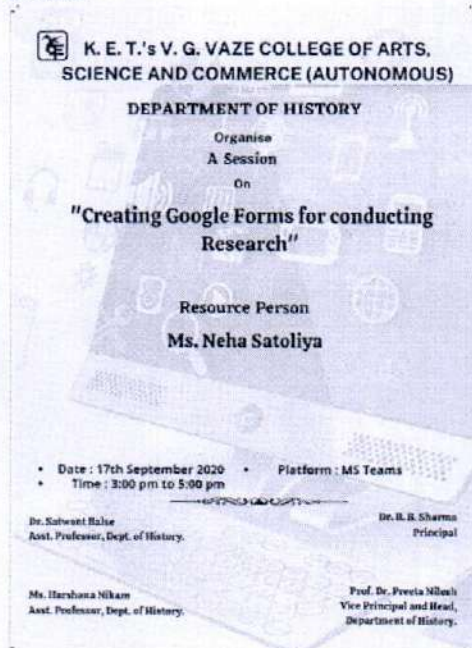 K. E. T.'s V. G. VAZE COLLEGE OF ARTS,
SCIENCE AND COMMERCE (AUTONOMOUS)
DEPARTMENT OF HISTORY
Organise
A Session
On
"Creating Google Forms for conducting
Research"
Resource Person
Ms. Neha Satoliya
• Date : 17th September 2020 • Platform : MS Teams
• Time : 3:00 pm to 5:00 pm
Dr. Satwant Balse
Asst. Professor, Dept. of History.
Dr. B. B. Sharma
Principal
Ms. Harshana Nikam
Asst. Professor, Dept. of History.
Prof. Dr. Preeta Nilesh
Vice Principal and Head,
Department of History.